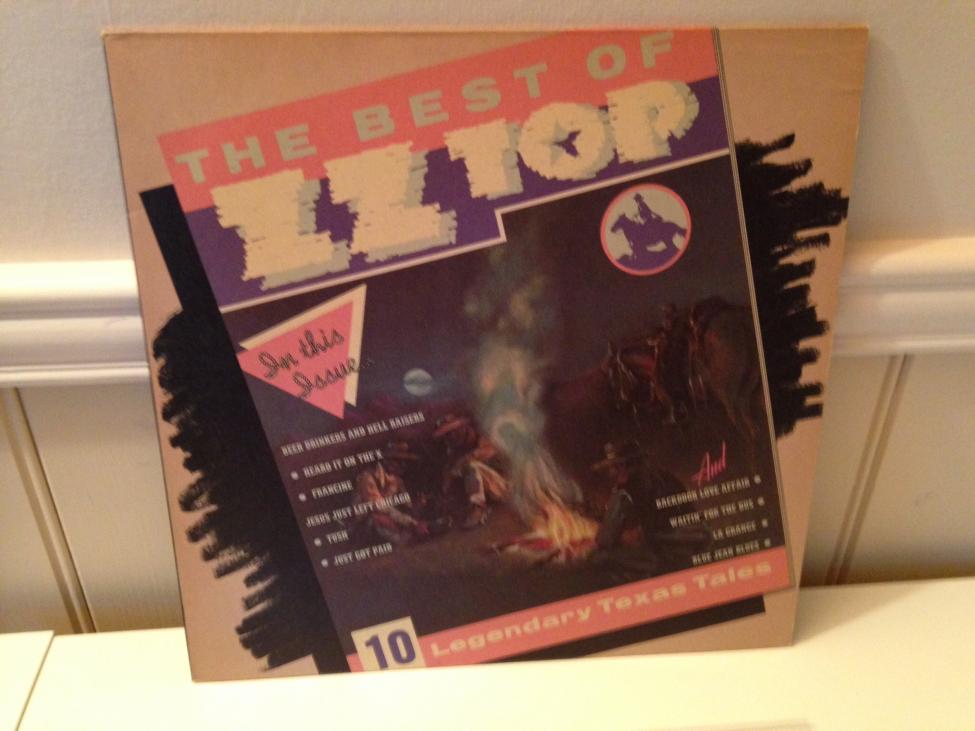 THE BEST OF
ZZ TOP
In this
Issue...
BEER DRINKERS AND HELL RAISERS
HEARD IT ON THE X
FRANCINE
JESUS JUST LEFT CHICAGO
TUSH
JUST GOT PAID
And
BACKDOOR LOVE AFFAIR
WAITIN' FOR THE BUS
LA GRANGE
BLUE JEAN BLUES
10 Legendary Texas Tales